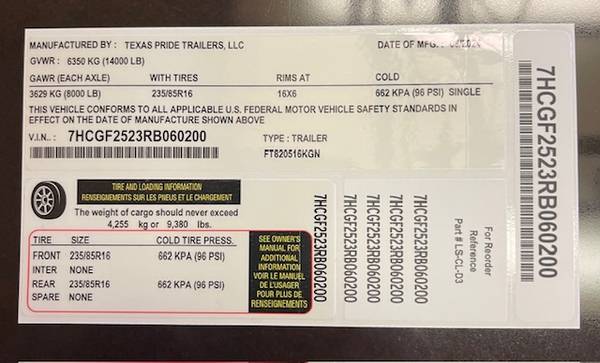 MANUFACTURED BY : TEXAS PRIDE TRAILERS, LLC DATE OF MFG.:
GVWR : 6350 KG (14000 LB)
GAWR (EACH AXLE) WITH TIRES RIMS AT COLD
3629 KG (8000 LB) 235/85R16 16X6 662 KPA (96 PSI) SINGLE
THIS VEHICLE CONFORMS TO ALL APPLICABLE U.S. FEDERAL MOTOR VEHICLE SAFETY STANDARDS IN
EFFECT ON THE DATE OF MANUFACTURE SHOWN ABOVE
V.I.N.. : 7HCGF2523RB060200 TYPE : TRAILER
FT820516KGN
TIRE AND LOADING INFORMATION
RENSEIGNEMENTS SUR LES PNEUS ET LE CHARGEMENT
The weight of cargo should never exceed
4,255 kg or 9,380 lbs.
TIRE SIZE COLD TIRE PRESS.
FRONT 235/85R16 662 KPA (96 PSI)
INTER NONE
REAR 235/85R16 662 KPA (96 PSI)
SPARE NONE
SEE OWNER'S
MANUAL FOR
ADDITIONAL
INFORMATION
VOIR LE MANUEL
DE L'USAGER
POUR PLUS DE
RENSEIGNEMENTS
7HCGF2523RB060200
7HCGF2523RB060200
7HCGF2523RB060200
7HCGF2523RB060200
7HCGF2523RB060200
For Reorder
Reference
Part # LS-CL-03
7HCGF2523RB060200